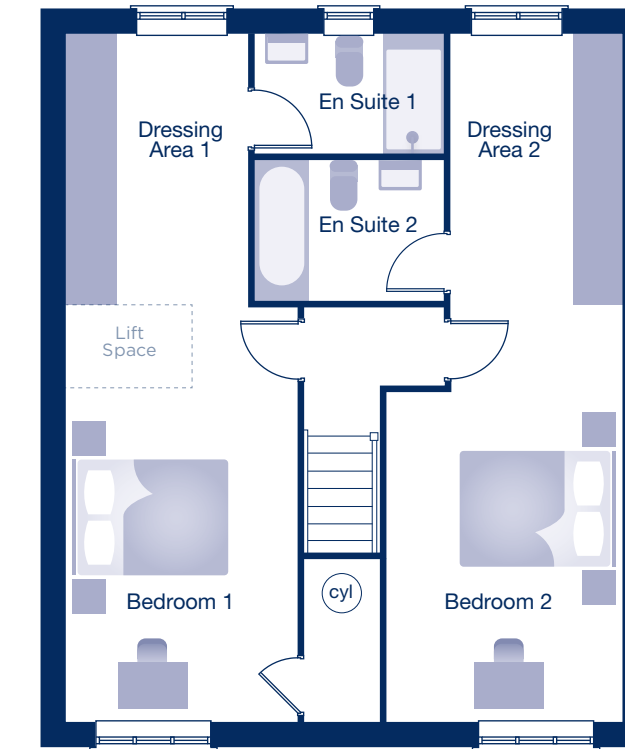 En Suite 1
Dressing
Area 1
Dressing
Area 2
En Suite 2
Lift
Space
Bedroom 1
cyl
Bedroom 2